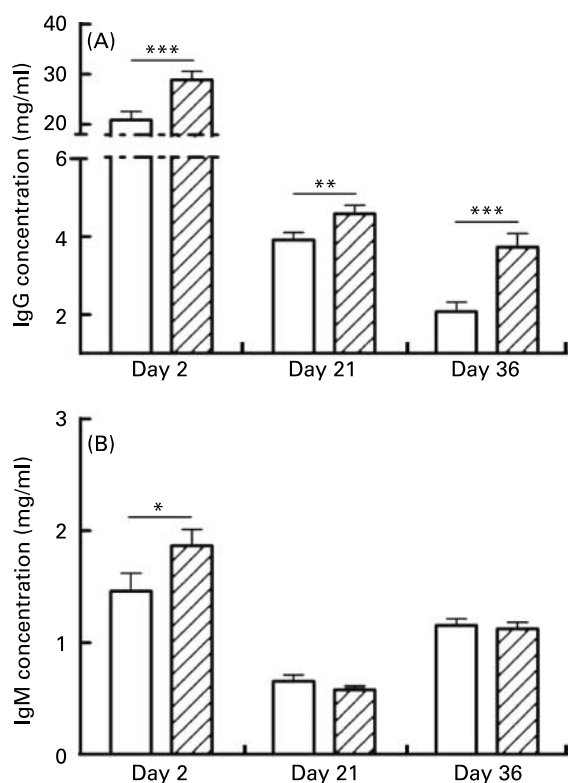 (A)
IgG concentration (mg/ml)
40
30
20
6
4
2
***
**
***
Day 2 Day 21 Day 36
(B)
IgM concentration (mg/ml)
3
2
1
0
*
Day 2 Day 21 Day 36